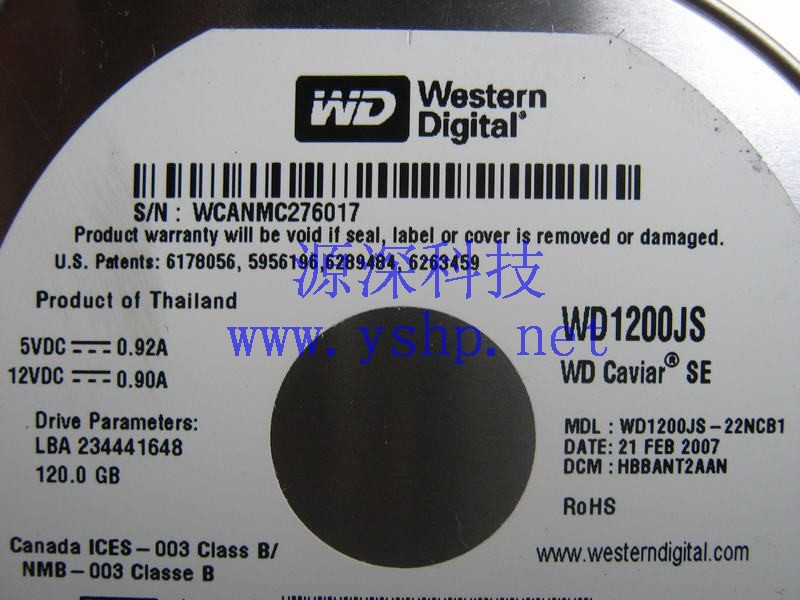 WD Western Digital®
S/N : WCANMC276017
Product warranty will be void if seal, label or cover is removed or damaged.
U.S. Patents: 6178056, 5956196, 6289484, 6263459
源深科技
www.yshp.net
Product of Thailand
5VDC 0.92A
12VDC 0.90A
WD1200JS
WD Caviar® SE
Drive Parameters:
LBA 234441648
120.0 GB
MDL : WD1200JS-22NCB1
DATE: 21 FEB 2007
DCM : HBBANT2AAN
RoHS
Canada ICES-003 Class B/
NMB-003 Classe B
www.westerndigital.com